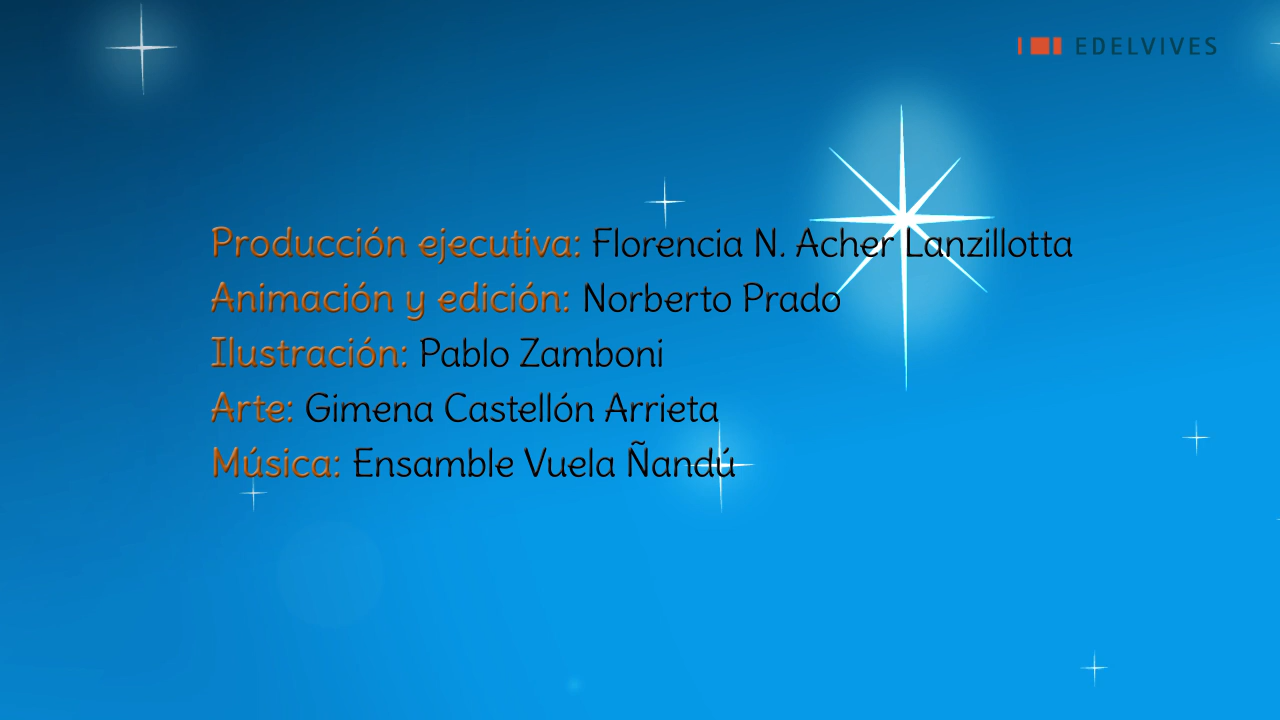 EDELVIVES
Producción ejecutiva: Florencia N. Acher Lanzillotta
Animación y edición: Norberto Prado
Ilustración: Pablo Zamboni
Arte: Gimena Castellón Arrieta
Música: Ensamble Vuela Ñandú